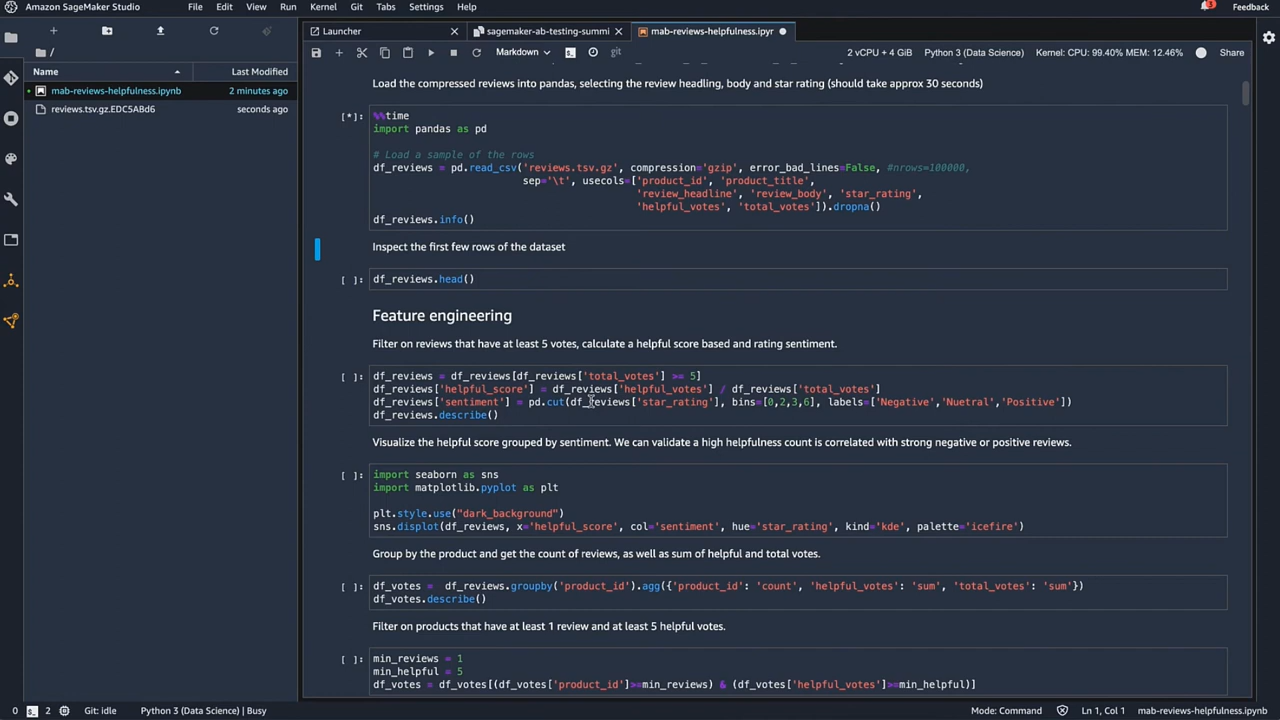 Amazon SageMaker Studio File Edit View Run Kernel Git Tabs Settings Help Feedback
Launcher sagemaker-ab-testing-summi mab-reviews-helpfulness.ipyr
Markdown git 2 vCPU + 4 GiB Python 3 (Data Science) Kernel: CPU: 99.40% MEM: 12.46% Share
/
Name Last Modified
mab-reviews-helpfulness.ipynb 2 minutes ago
reviews.tsv.gz.EDC5ABd6 seconds ago
Load the compressed reviews into pandas, selecting the review headling, body and star rating (should take approx 30 seconds)
[*]: %%time
import pandas as pd
# Load a sample of the rows
df_reviews = pd.read_csv('reviews.tsv.gz', compression='gzip', error_bad_lines=False, #nrows=100000,
sep='\t', usecols=['product_id', 'product_title',
'review_headline', 'review_body', 'star_rating',
'helpful_votes', 'total_votes']).dropna()
df_reviews.info()
Inspect the first few rows of the dataset
[ ]: df_reviews.head()
Feature engineering
Filter on reviews that have at least 5 votes, calculate a helpful score based and rating sentiment.
[ ]: df_reviews = df_reviews[df_reviews['total_votes'] >= 5]
df_reviews['helpful_score'] = df_reviews['helpful_votes'] / df_reviews['total_votes']
df_reviews['sentiment'] = pd.cut(df_reviews['star_rating'], bins=[0,2,3,6], labels=['Negative','Nuetral','Positive'])
df_reviews.describe()
Visualize the helpful score grouped by sentiment. We can validate a high helpfulness count is correlated with strong negative or positive reviews.
[ ]: import seaborn as sns
import matplotlib.pyplot as plt
plt.style.use("dark_background")
sns.displot(df_reviews, x='helpful_score', col='sentiment', hue='star_rating', kind='kde', palette='icefire')
Group by the product and get the count of reviews, as well as sum of helpful and total votes.
[ ]: df_votes = df_reviews.groupby('product_id').agg({'product_id': 'count', 'helpful_votes': 'sum', 'total_votes': 'sum'})
df_votes.describe()
Filter on products that have at least 1 review and at least 5 helpful votes.
[ ]: min_reviews = 1
min_helpful = 5
df_votes = df_votes[(df_votes['product_id']>=min_reviews) & (df_votes['helpful_votes']>=min_helpful)]
0 2 Git: idle Python 3 (Data Science) | Busy Mode: Command Ln 1, Col 1 mab-reviews-helpfulness.ipynb